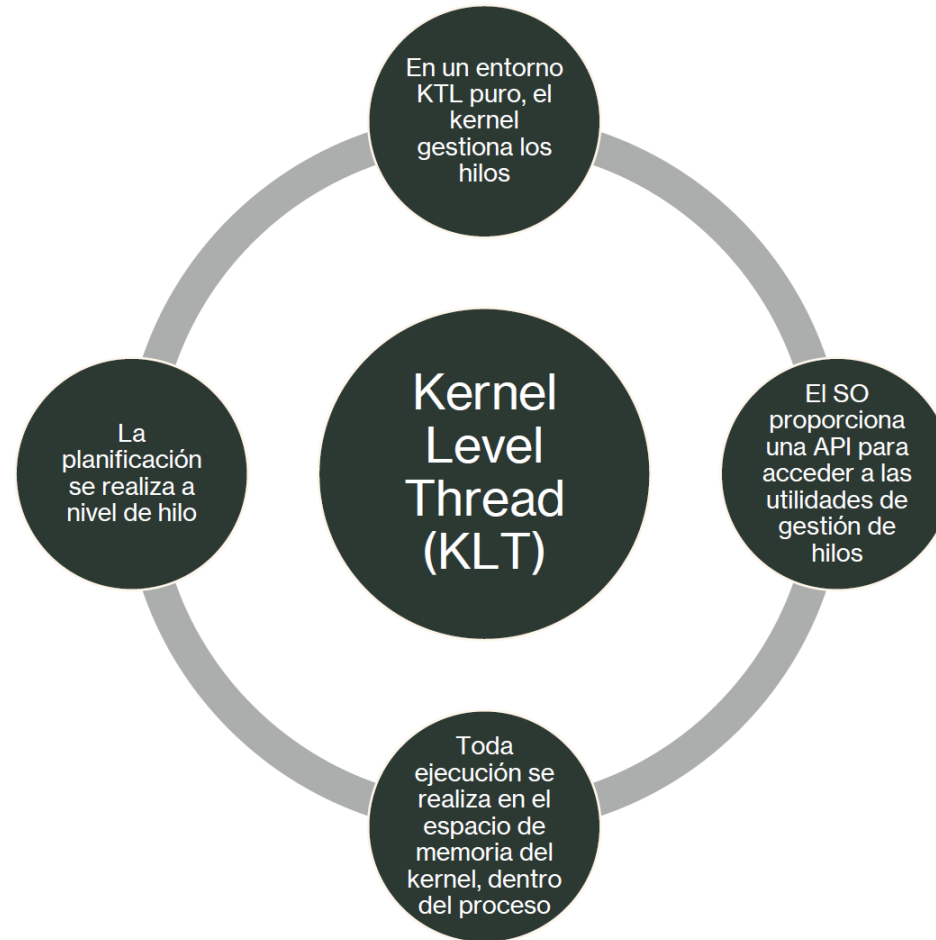 En un entorno
KTL puro, el
kernel
gestiona los
hilos
Kernel
Level
Thread
(KLT)
El SO
proporciona
una API para
acceder a las
utilidades de
gestión de
hilos
Toda
ejecución se
realiza en el
espacio de
memoria del
kernel, dentro
del proceso
La
planificación
se realiza a
nivel de hilo